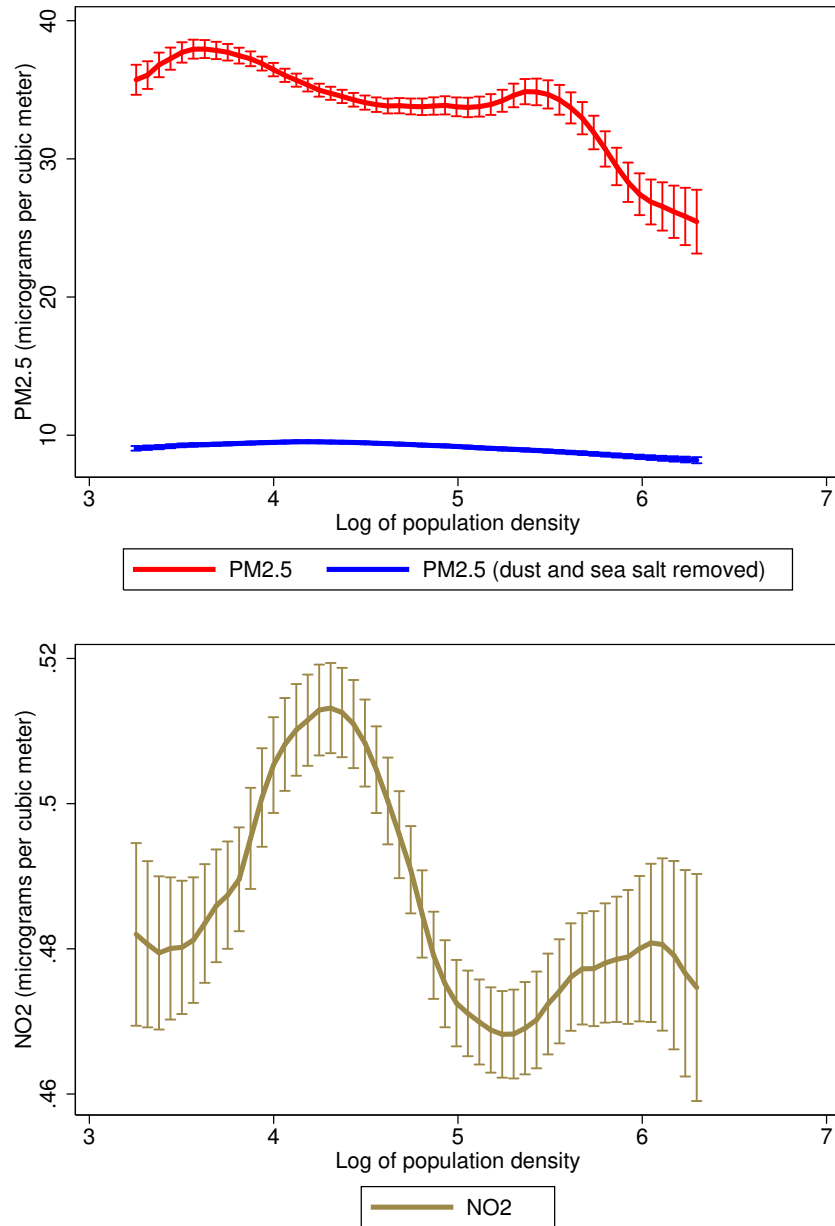 40
30
20
10
PM2.5 (micrograms per cubic meter)
3 4 5 6 7
Log of population density
PM2.5 PM2.5 (dust and sea salt removed)
.52
.5
.48
.46
NO2 (micrograms per cubic meter)
3 4 5 6 7
Log of population density
NO2